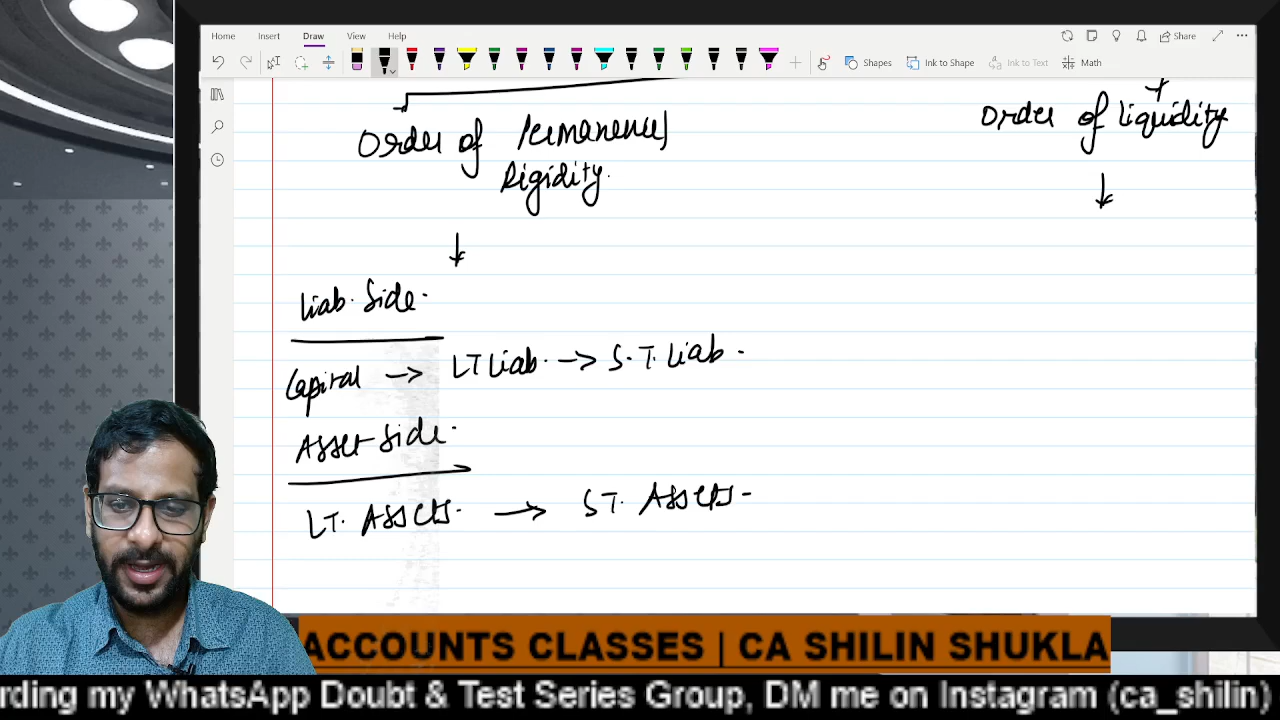 Home Insert Draw View Help
Share
Shapes Ink to Shape Ink to Text Math
Order of Permanence/
Rigidity.
Order of liquidity
Liab. Side.
Capital → LT Liab. → S.T. Liab.
Asset Side.
LT. Assets. → ST. Assets.
ACCOUNTS CLASSES | CA SHILIN SHUKLA
rding my WhatsApp Doubt & Test Series Group, DM me on Instagram (ca_shilin)